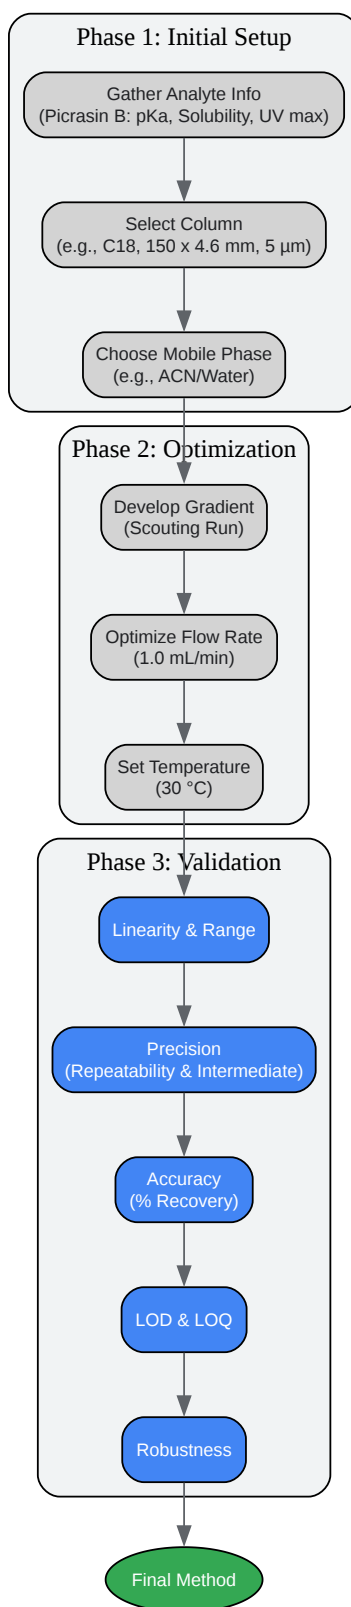 Phase 1: Initial Setup
Gather Analyte Info
(Picrasin B: pKa, Solubility, UV max)
Select Column
(e.g., C18, 150 x 4.6 mm, 5 µm)
Choose Mobile Phase
(e.g., ACN/Water)
Phase 2: Optimization
Develop Gradient
(Scouting Run)
Optimize Flow Rate
(1.0 mL/min)
Set Temperature
(30 °C)
Phase 3: Validation
Linearity & Range
Precision
(Repeatability & Intermediate)
Accuracy
(% Recovery)
LOD & LOQ
Robustness
Final Method